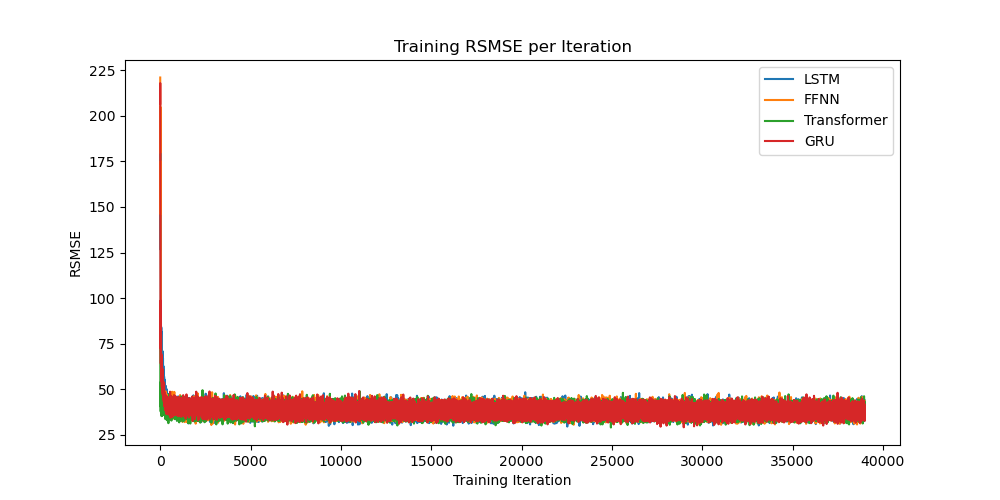 Training RSMSE per Iteration
RSMSE
225
200
175
150
125
100
75
50
25
0
5000
10000
15000
20000
25000
30000
35000
40000
Training Iteration
LSTM
FFNN
Transformer
GRU